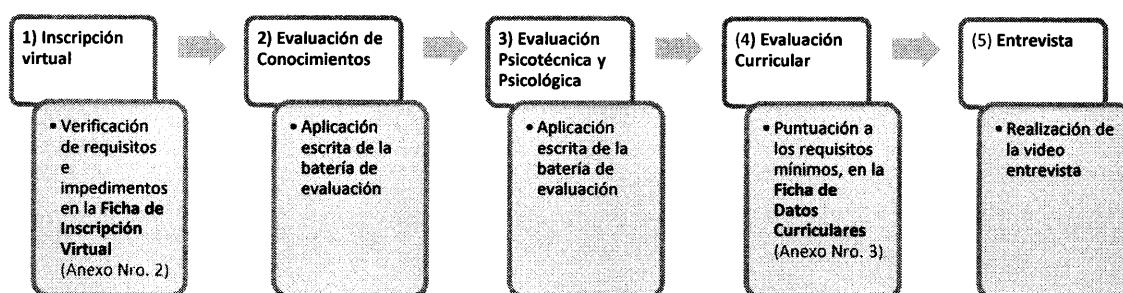 1) Inscripción
virtual
• Verificación
de requisitos
e
impedimentos
en la Ficha de
Inscripción
Virtual
(Anexo Nro. 2)
2) Evaluación de
Conocimientos
• Aplicación
escrita de la
batería de
evaluación
3) Evaluación
Psicotécnica y
Psicológica
• Aplicación
escrita de la
batería de
evaluación
(4) Evaluación
Curricular
• Puntuación a
los requisitos
mínimos, en la
Ficha de
Datos
Curriculares
(Anexo Nro. 3)
(5) Entrevista
• Realización de
la video
entrevista